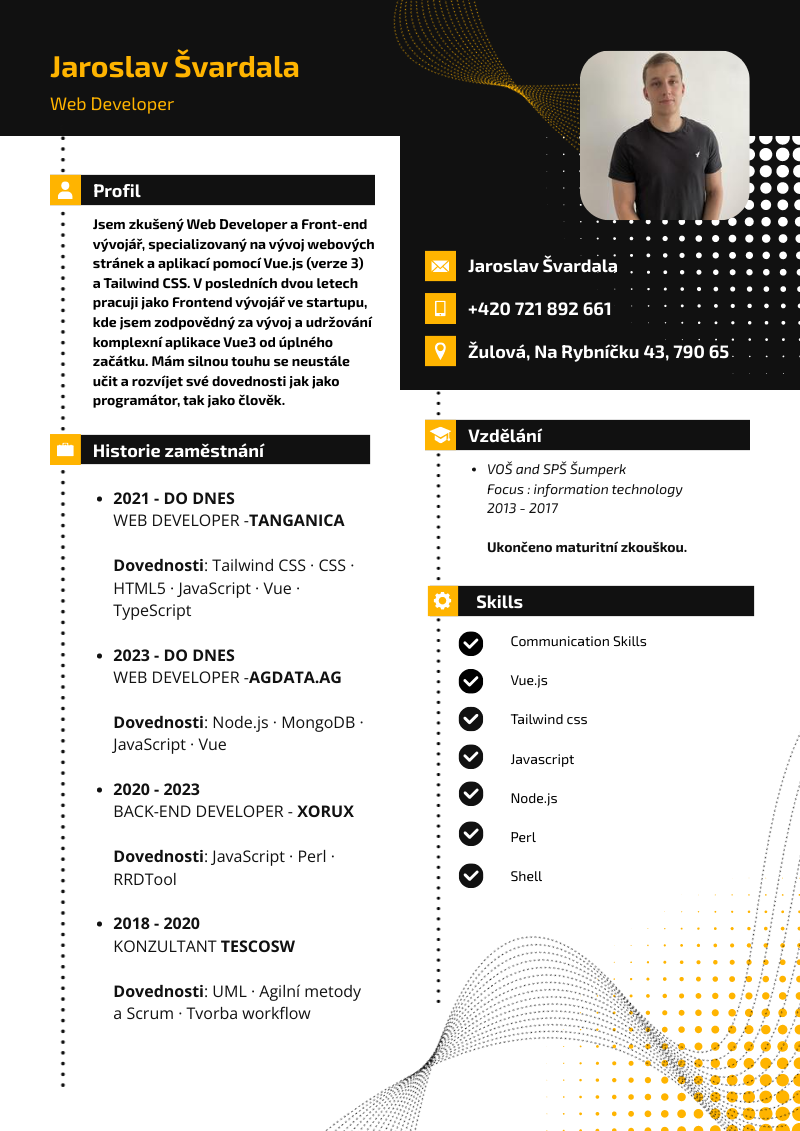 Jaroslav Švardala
Web Developer
Profil
Jsem zkušený Web Developer a Front-end
vývojář, specializovaný na vývoj webových
stránek a aplikací pomocí Vue.js (verze 3)
a Tailwind CSS. V posledních dvou letech
pracuji jako Frontend vývojář ve startupu,
kde jsem zodpovědný za vývoj a udržování
komplexní aplikace Vue3 od úplného
začátku. Mám silnou touhu se neustále
učit a rozvíjet své dovednosti jak jako
programátor, tak jako člověk.
Historie zaměstnání
• 2021 - DO DNES
WEB DEVELOPER -TANGANICA
Dovednosti: Tailwind CSS · CSS ·
HTML5 · JavaScript · Vue ·
TypeScript
• 2023 - DO DNES
WEB DEVELOPER -AGDATA.AG
Dovednosti: Node.js · MongoDB ·
JavaScript · Vue
• 2020 - 2023
BACK-END DEVELOPER - XORUX
Dovednosti: JavaScript · Perl ·
RRDTool
• 2018 - 2020
KONZULTANT TESCOSW
Dovednosti: UML · Agilní metody
a Scrum · Tvorba workflow
Jaroslav Švardala
+420 721 892 661
Žulová, Na Rybníčku 43, 790 65
Vzdělání
• VOŠ and SPŠ Šumperk
Focus : information technology
2013 - 2017
Ukončeno maturitní zkouškou.
Skills
Communication Skills
Vue.js
Tailwind css
Javascript
Node.js
Perl
Shell